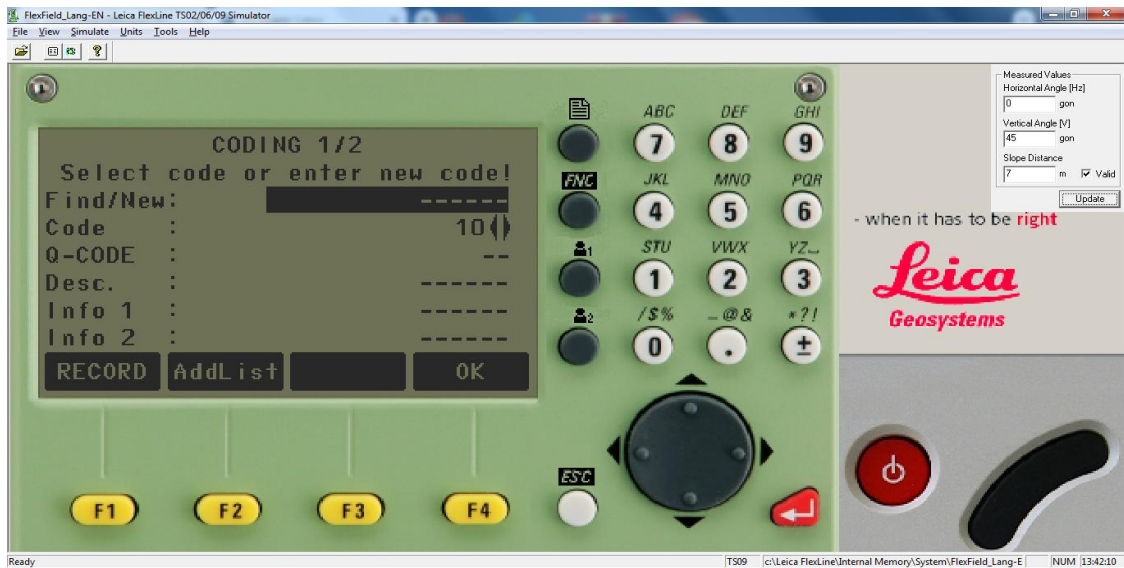 FlexField_Lang-EN - Leica FlexLine TS02/06/09 Simulator
File View Simulate Units Tools Help
Measured Values
Horizontal Angle [Hz]
0 gon
Vertical Angle [V]
45 gon
Slope Distance
7 m Valid
Update
CODING 1/2
Select code or enter new code!
Find/New: ------
Code : 10
Q-CODE : --
Desc. : ------
Info 1 : ------
Info 2 : ------
RECORD AddList OK
F1 F2 F3 F4
ABC DEF GHI
7 8 9
FNC JKL MNO PQR
4 5 6
1 STU VWX YZ
1 2 3
2 /$% _@& *?!
0 . ±
ESC
- when it has to be right
Leica
Geosystems
Ready TS09 c:\Leica FlexLine\Internal Memory\System\FlexField_Lang-E NUM 13:42:10